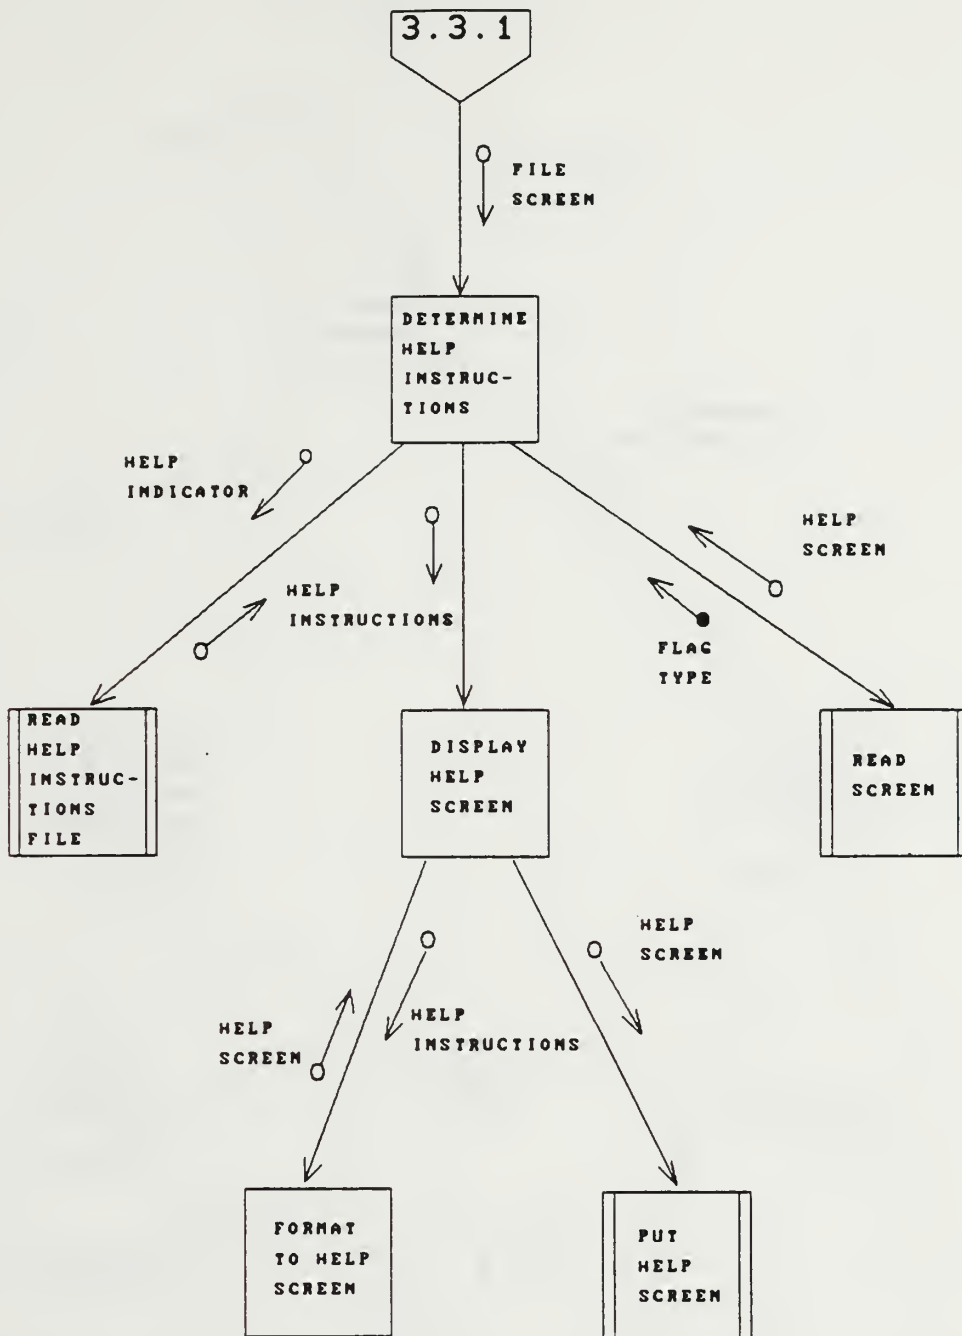 3.3.1
FILE
SCREEN
DETERMINE
HELP
INSTRUC-
TIONS
HELP
INDICATOR
HELP
SCREEN
HELP
INSTRUCTIONS
FLAG
TYPE
READ
HELP
INSTRUC-
TIONS
FILE
DISPLAY
HELP
SCREEN
READ
SCREEN
HELP
SCREEN
HELP
SCREEN
HELP
INSTRUCTIONS
FORMAT
TO HELP
SCREEN
PUT
HELP
SCREEN